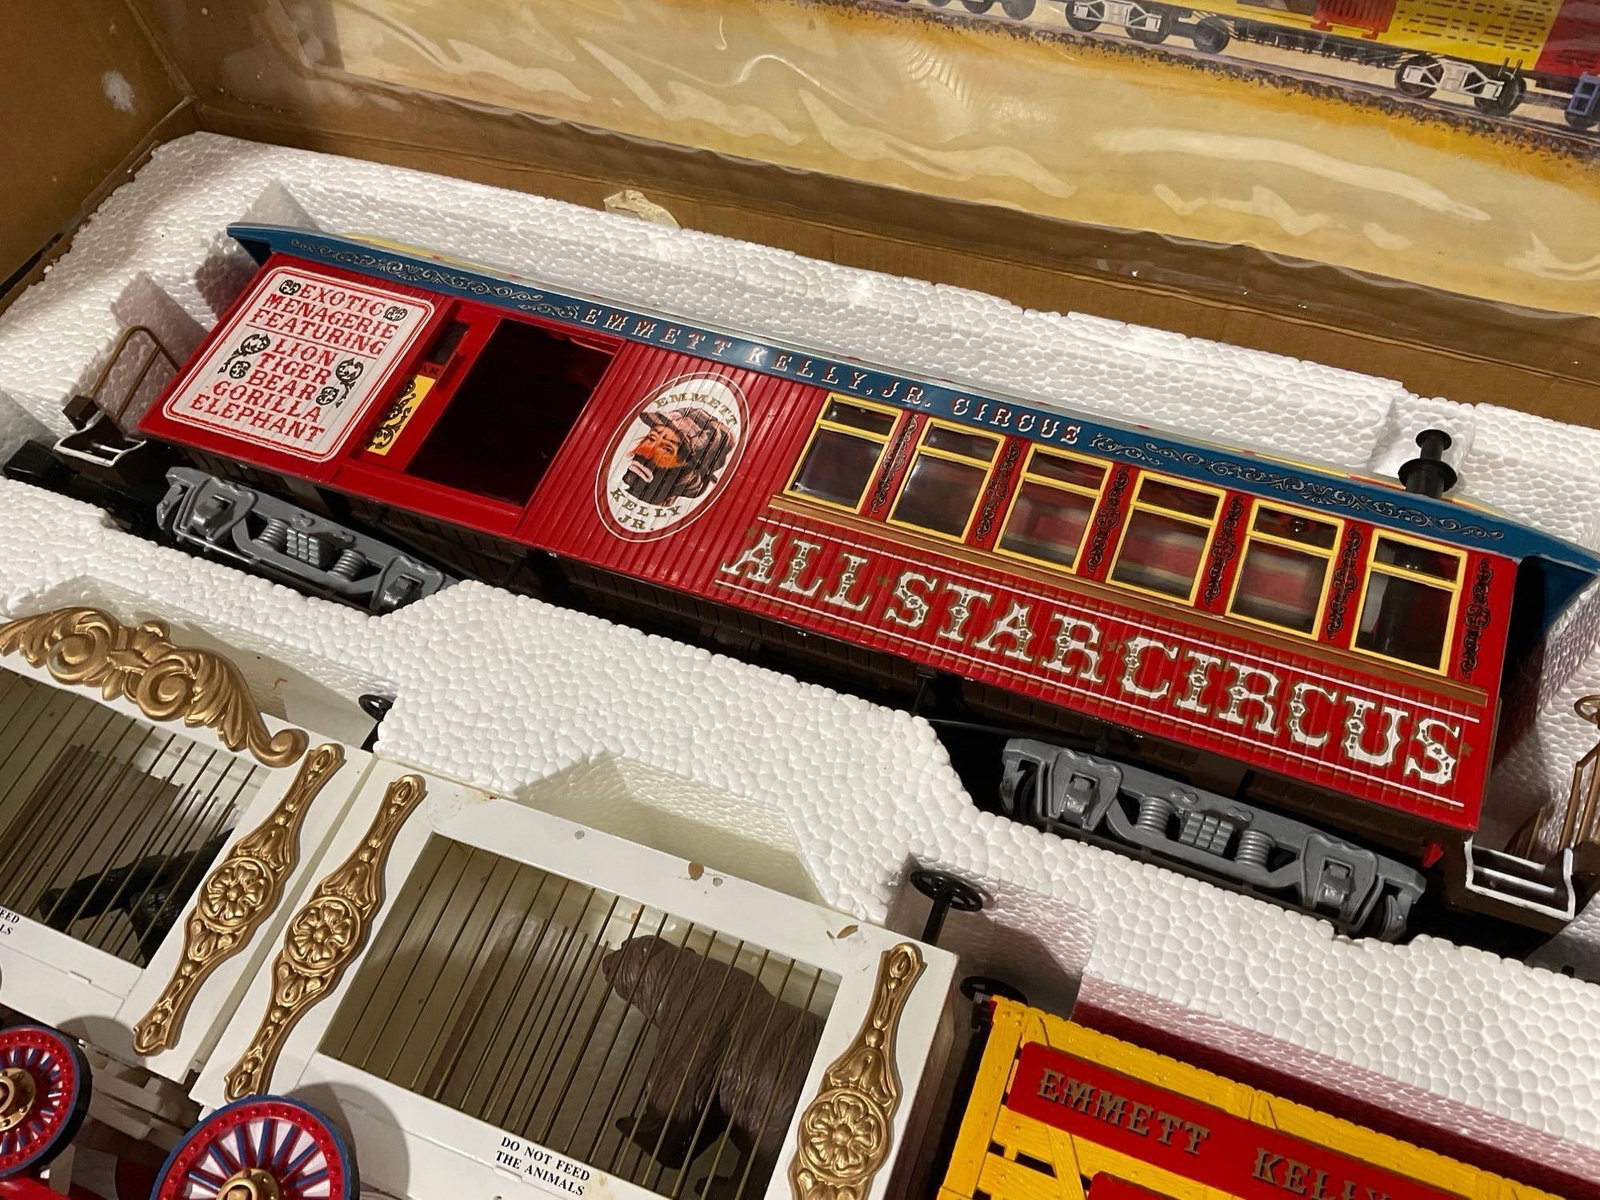 EXOTIC
MENAGERIE
FEATURING
LION
TIGER
BEAR
GORILLA
ELEPHANT
EMMETT KELLY, JR. CIRCUS
EMMETT
KELLY
JR
ALL STAR CIRCUS
DO NOT FEED
THE ANIMALS
EMMETT KELLY